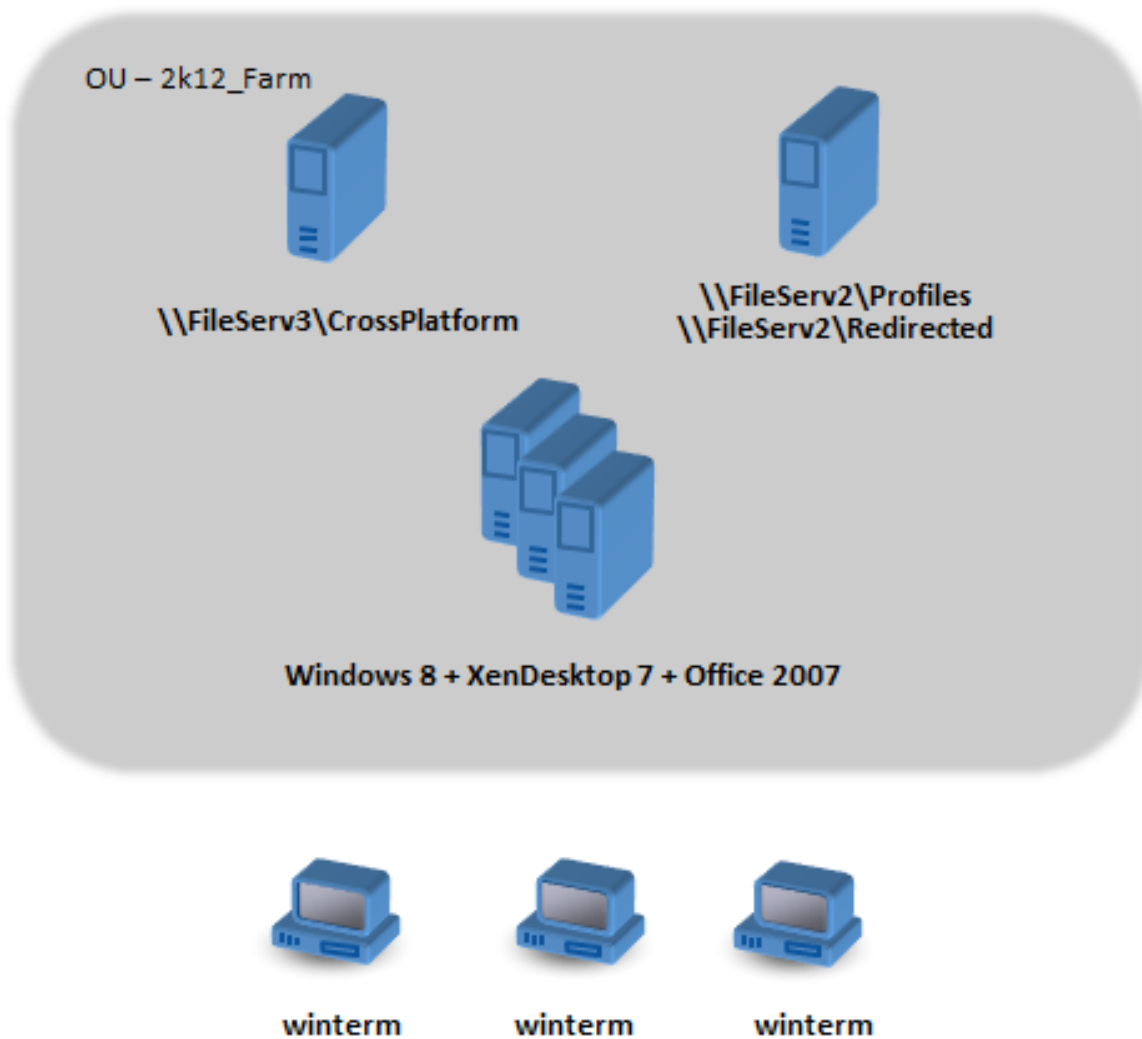 OU – 2k12_Farm
\\FileServ3\CrossPlatform
\\FileServ2\Profiles
\\FileServ2\Redirected
Windows 8 + XenDesktop 7 + Office 2007
winterm
winterm
winterm